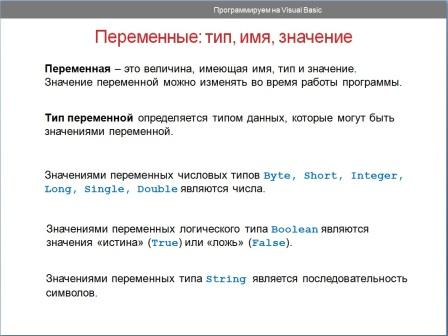 Программируем на Visual Basic
Переменные: тип, имя, значение
Переменная – это величина, имеющая имя, тип и значение.
Значение переменной можно изменять во время работы программы.
Тип переменной определяется типом данных, которые могут быть
значениями переменной.
Значениями переменных числовых типов Byte, Short, Integer,
Long, Single, Double являются числа.
Значениями переменных логического типа Boolean являются
значения «истина» (True) или «ложь» (False).
Значениями переменных типа String является последовательность
символов.